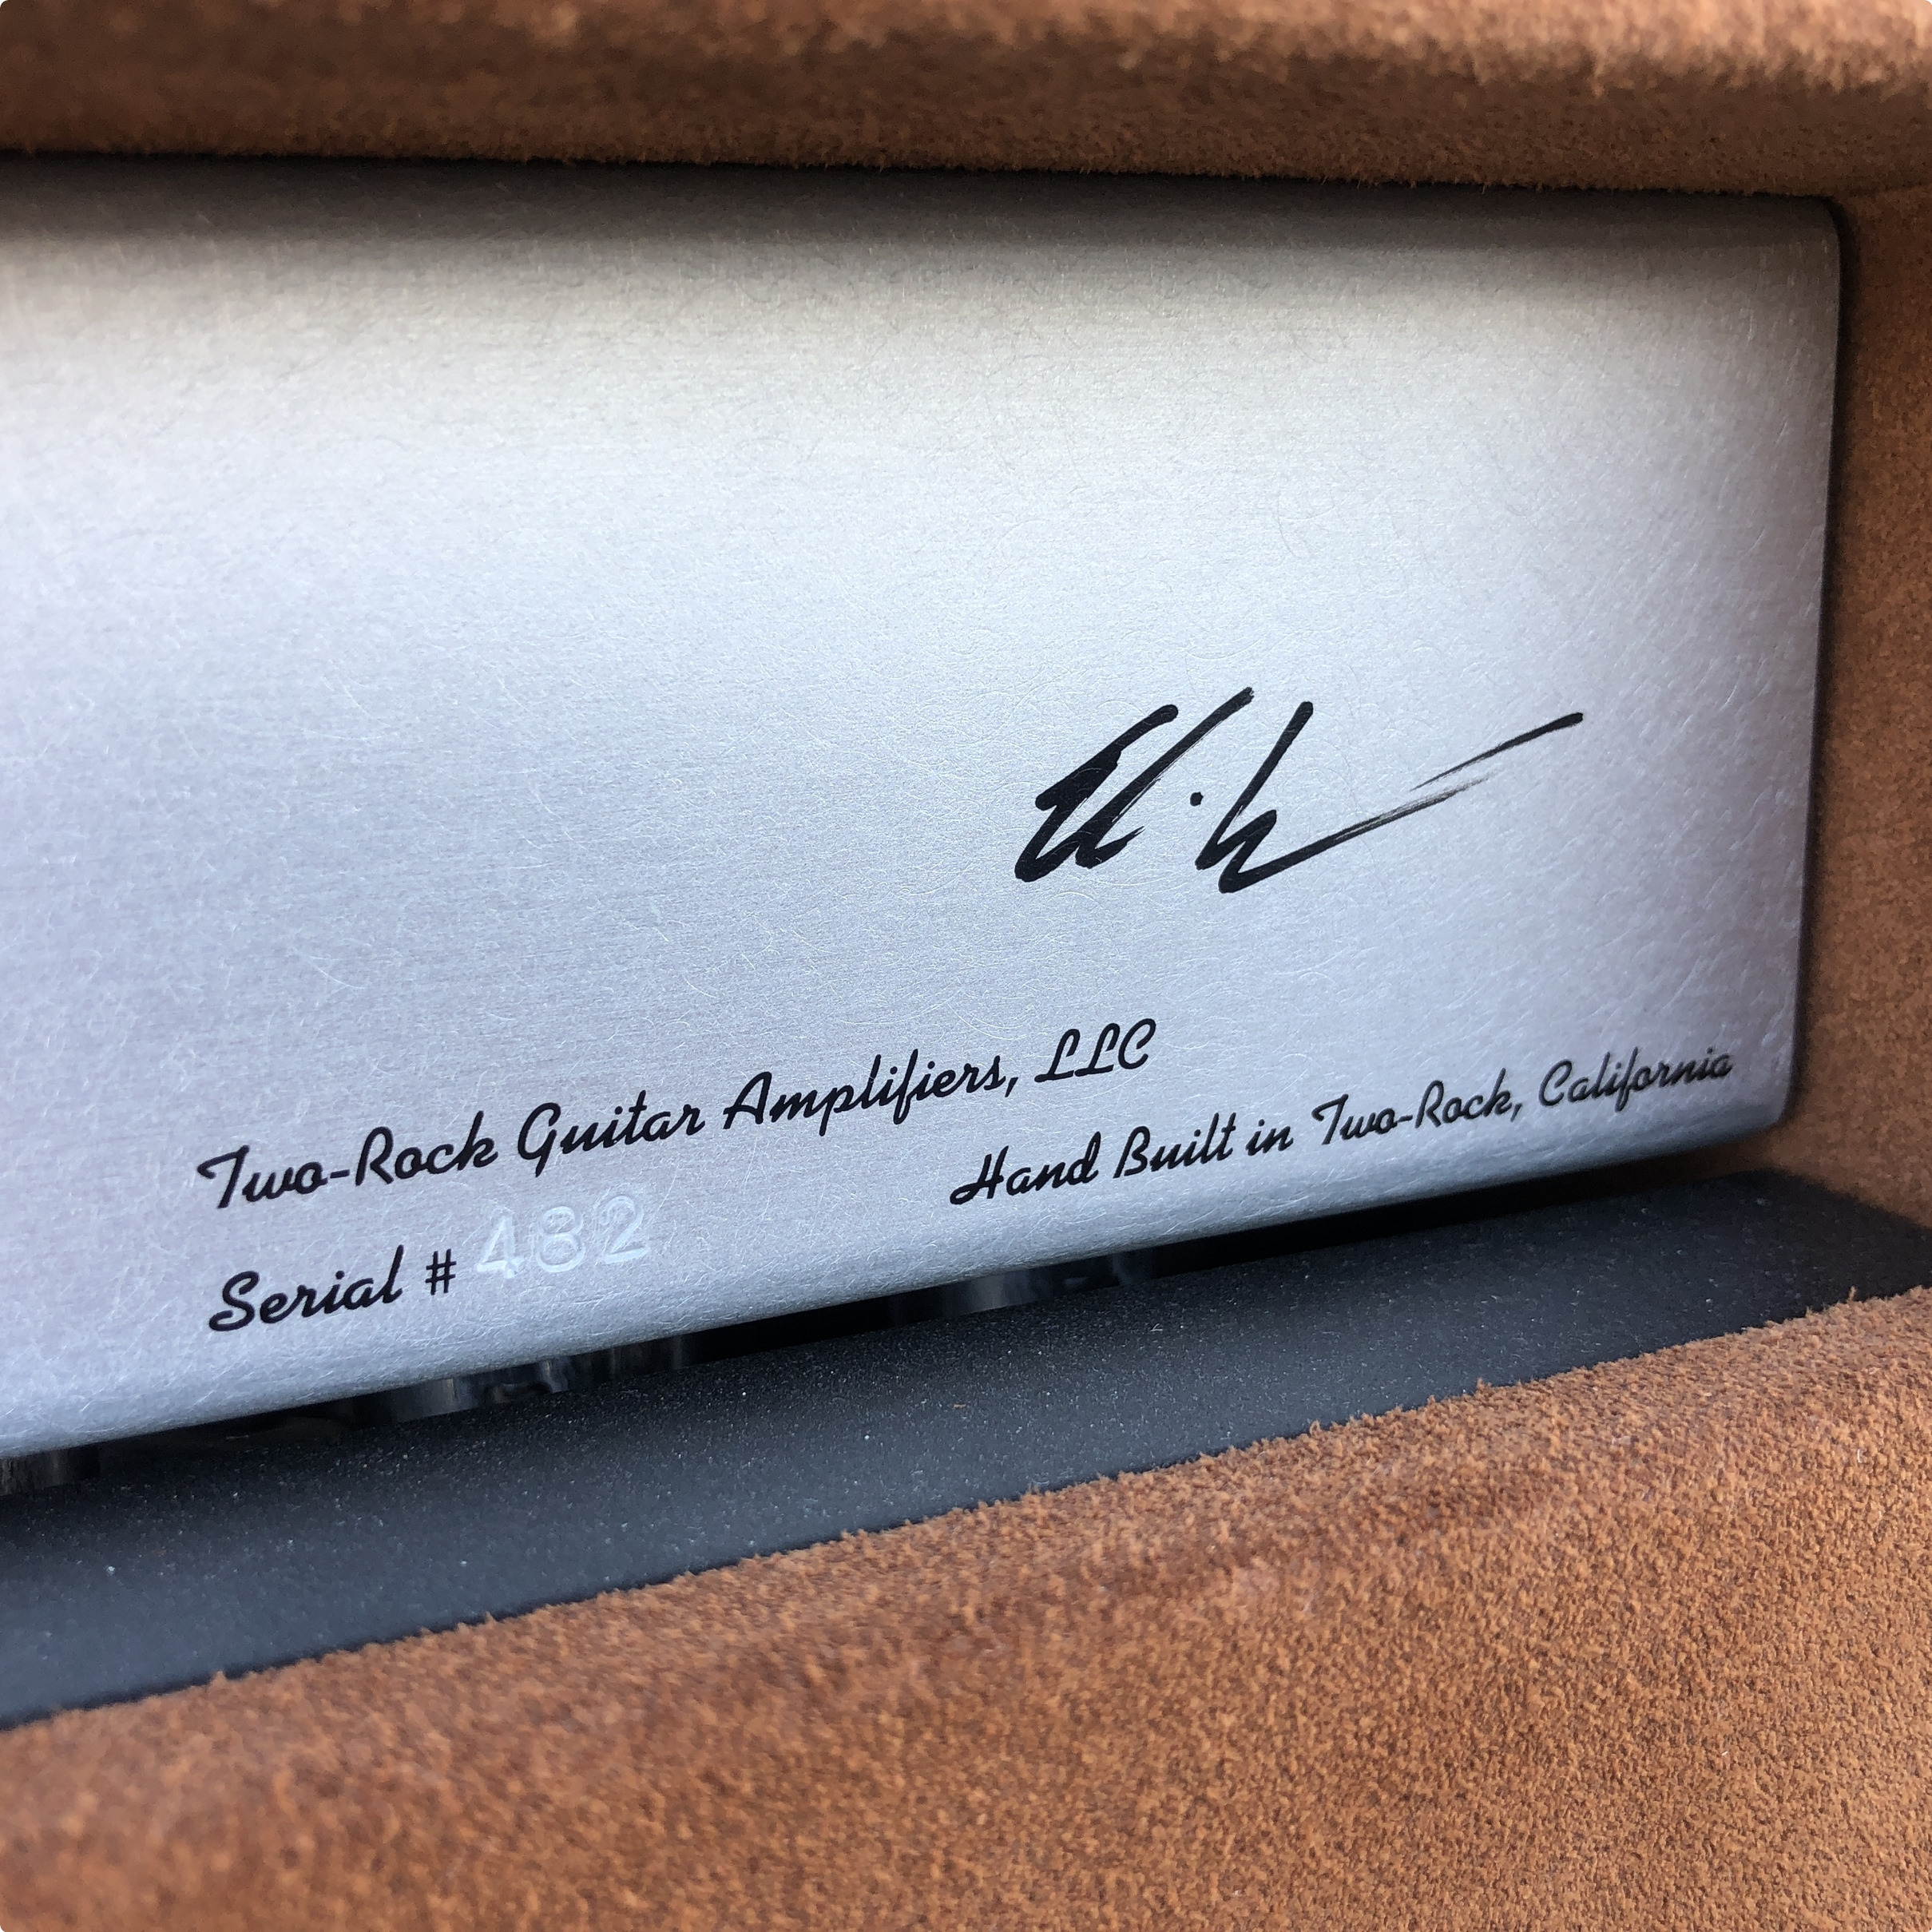 Two-Rock Guitar Amplifiers, LLC
Serial # 482
Hand Built in Two-Rock, California